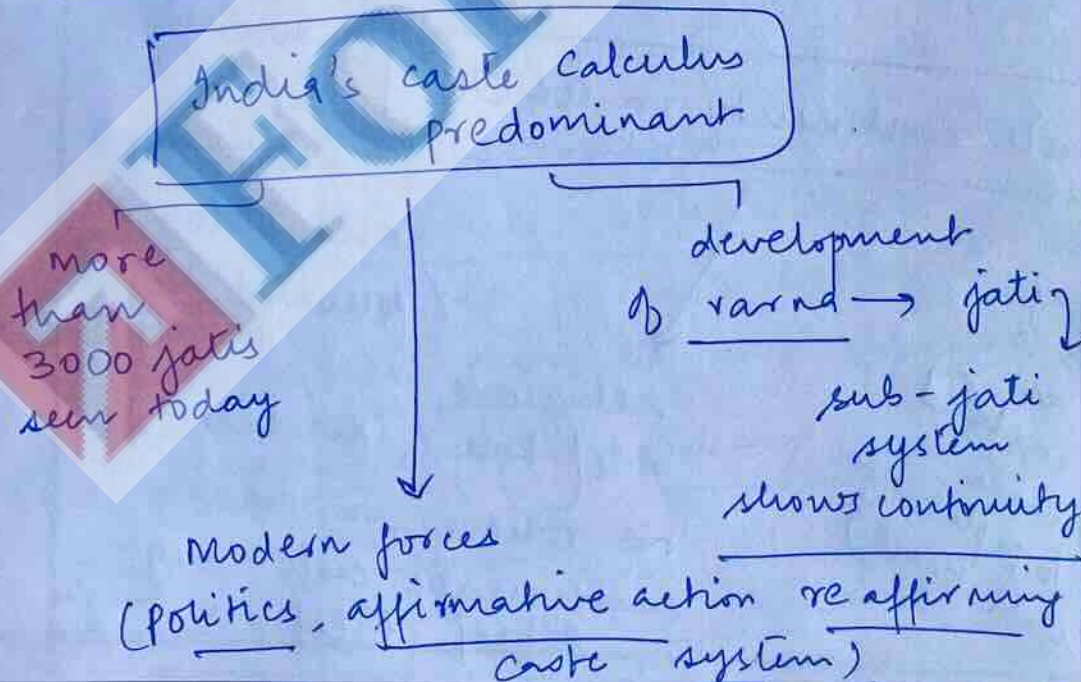 India's caste calculus
predominant
more
than
3000 jatis
seen today
development
of varna → jati
sub-jati
system
shows continuity
Modern forces
(politics, affirmative action reaffirming
caste system)
FOR